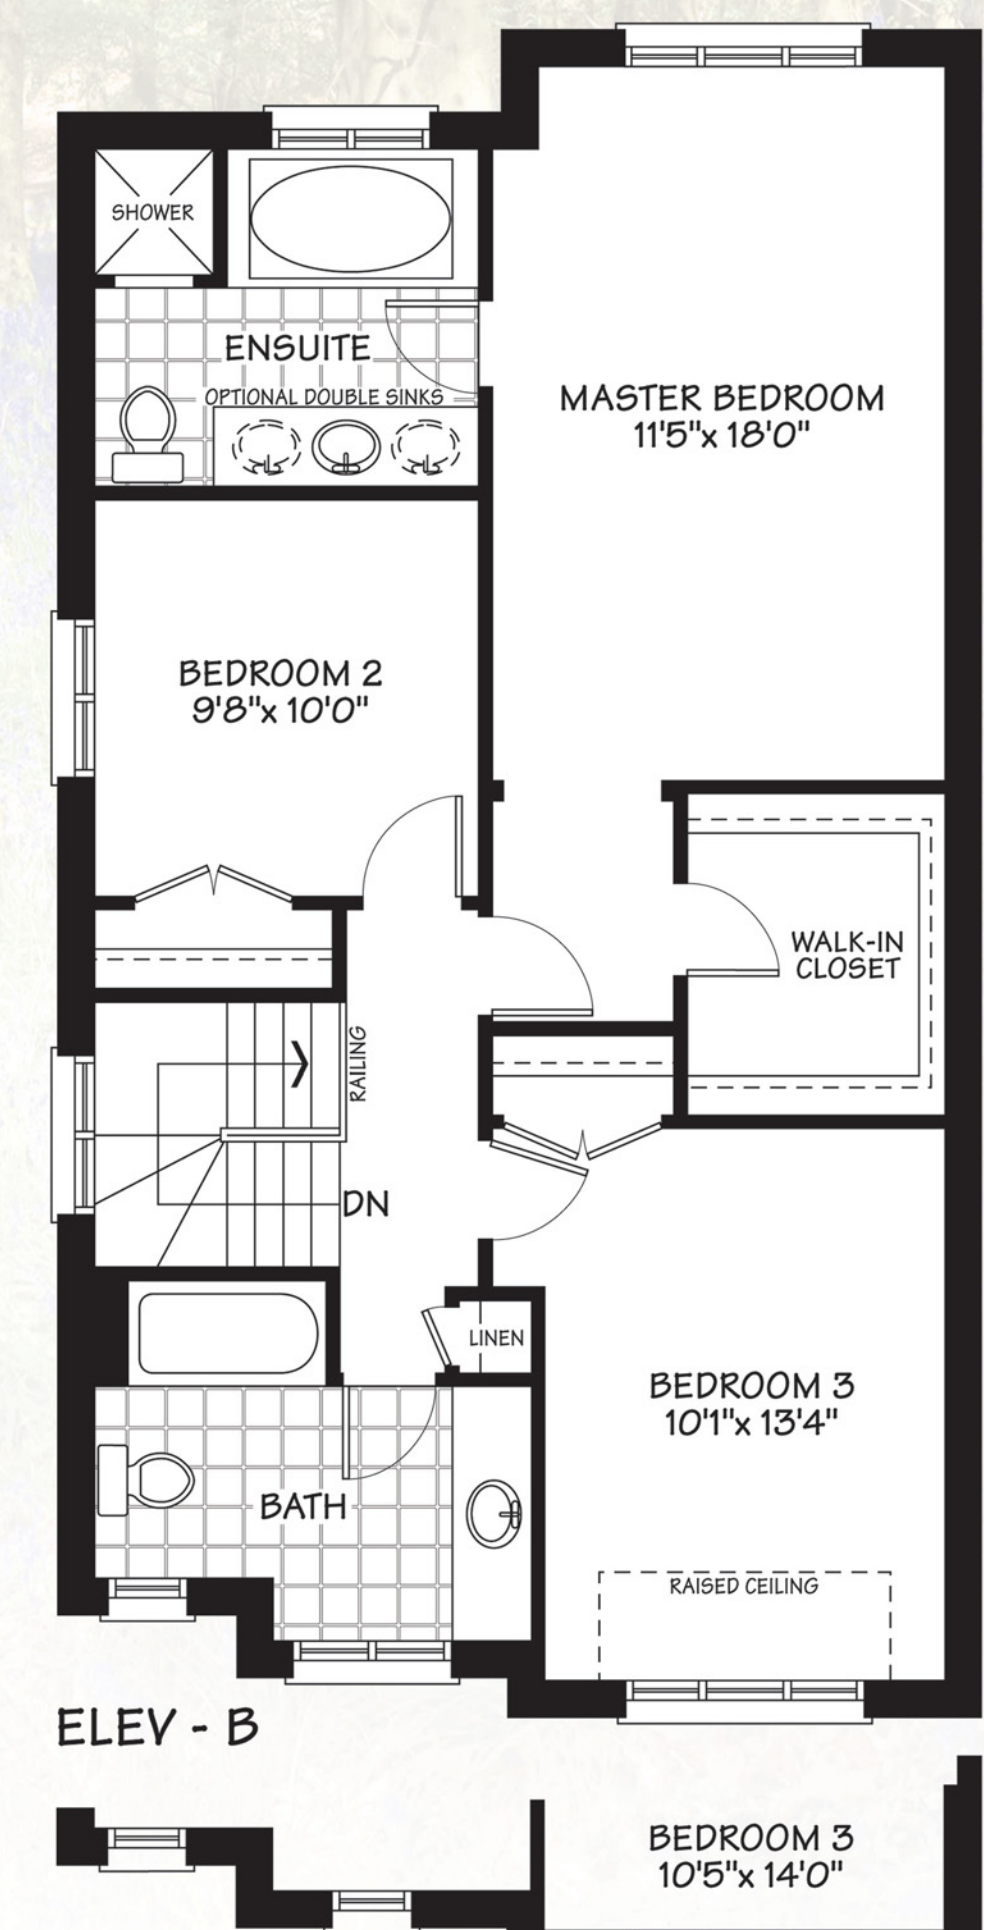 SHOWER
ENSUITE
OPTIONAL DOUBLE SINKS
MASTER BEDROOM
11'5"x 18'0"
BEDROOM 2
9'8"x 10'0"
WALK-IN
CLOSET
RAILING
DN
LINEN
BEDROOM 3
10'1"x 13'4"
BATH
RAISED CEILING
ELEV - B
BEDROOM 3
10'5"x 14'0"